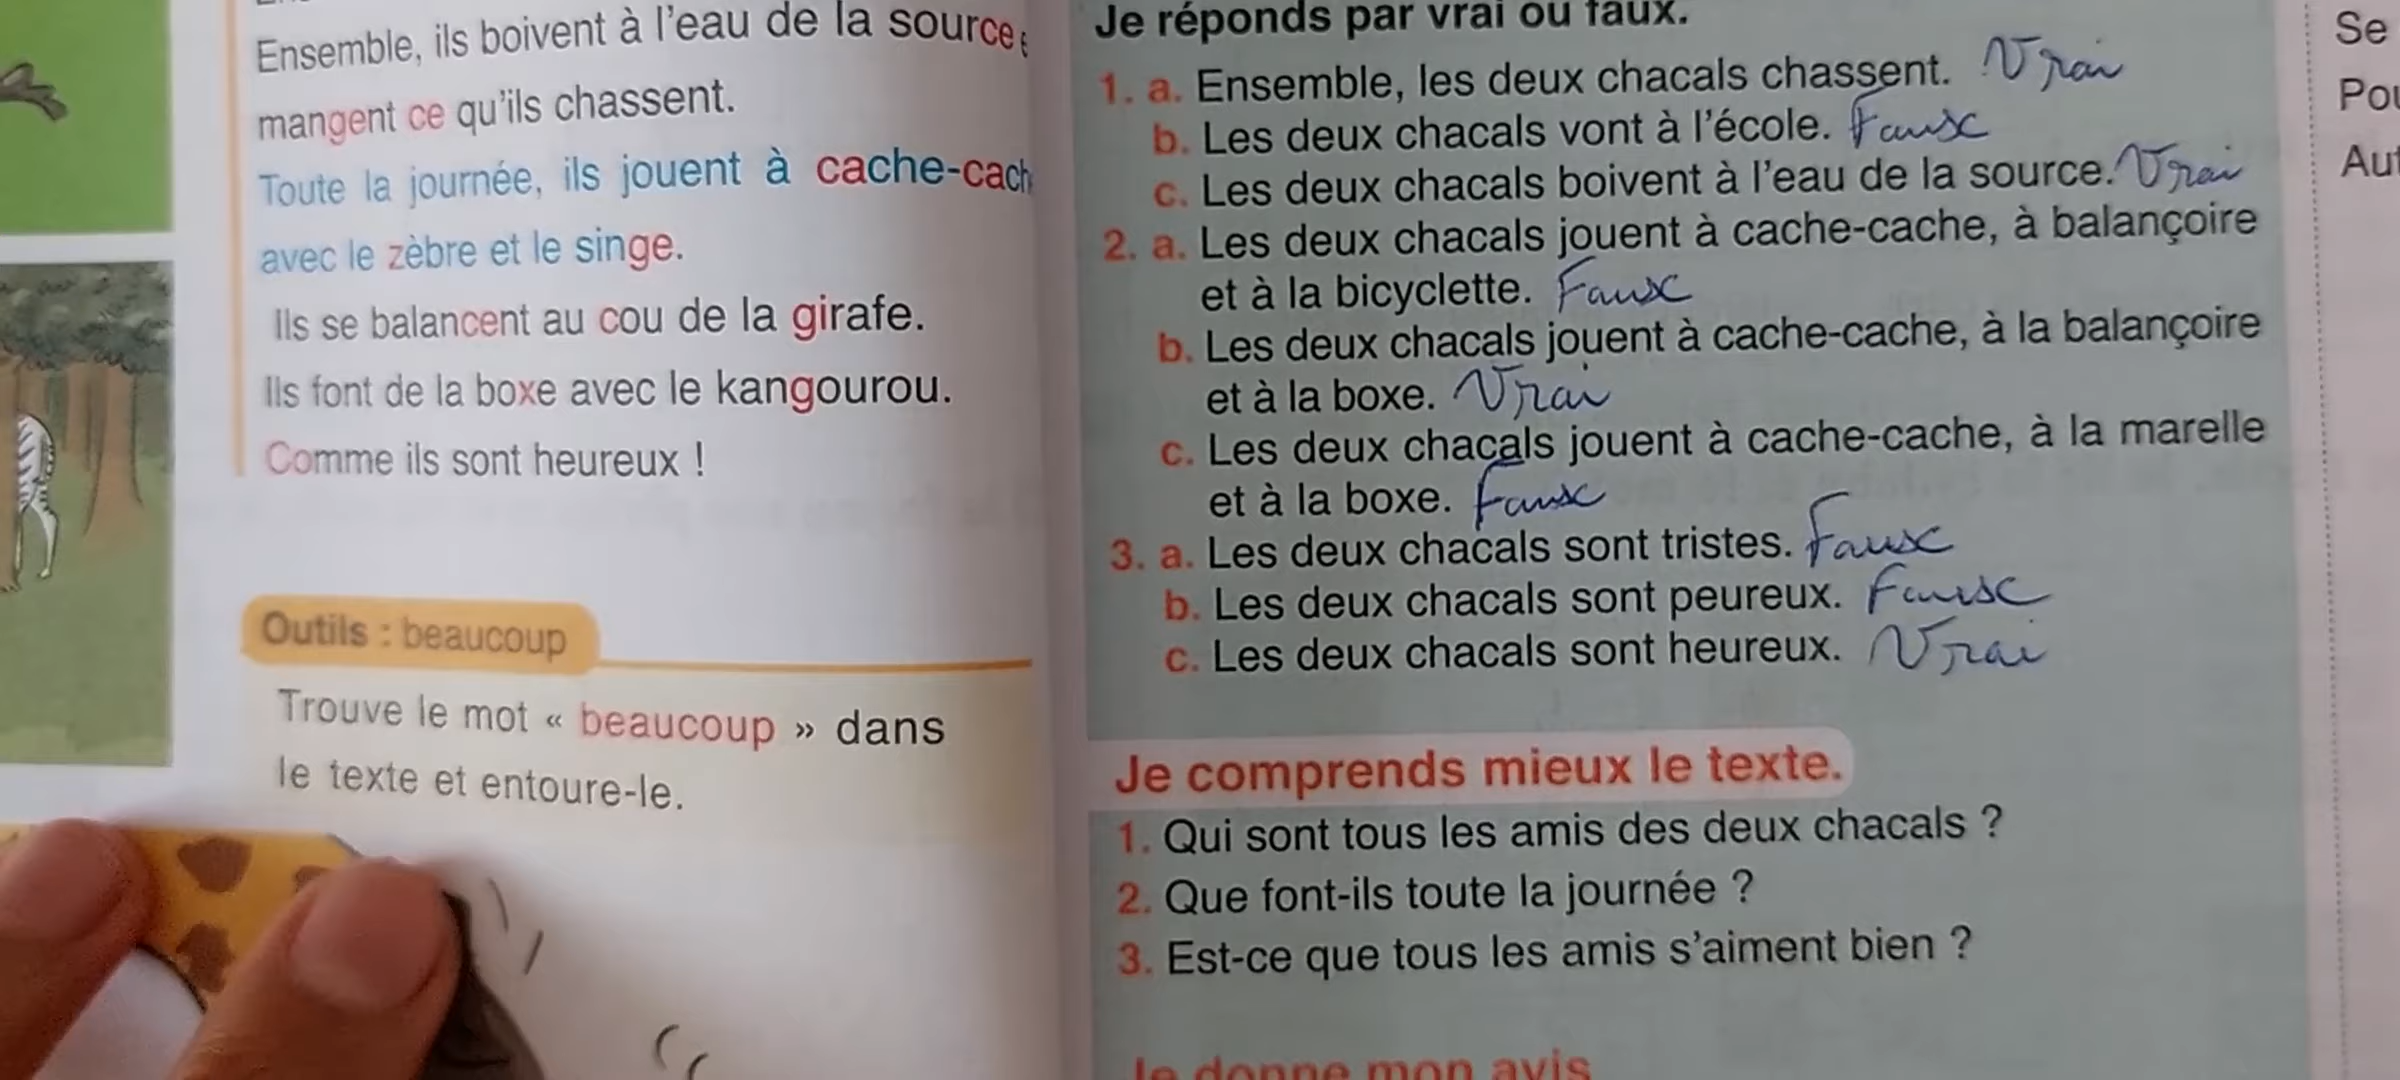 Ensemble, ils boivent à l'eau de la source
mangent ce qu'ils chassent.
Toute la journée, ils jouent à cache-cach
avec le zèbre et le singe.
Ils se balancent au cou de la girafe.
Ils font de la boxe avec le kangourou.
Comme ils sont heureux !
Outils : beaucoup
Trouve le mot « beaucoup » dans
le texte et entoure-le.
Je réponds par vrai ou faux.
1. a. Ensemble, les deux chacals chassent. Vrai
b. Les deux chacals vont à l'école. Faux
c. Les deux chacals boivent à l'eau de la source. Vrai
2. a. Les deux chacals jouent à cache-cache, à balançoire
et à la bicyclette. Faux
b. Les deux chacals jouent à cache-cache, à la balançoire
et à la boxe. Vrai
c. Les deux chacals jouent à cache-cache, à la marelle
et à la boxe. Faux
3. a. Les deux chacals sont tristes. Faux
b. Les deux chacals sont peureux. Faux
c. Les deux chacals sont heureux. Vrai
Je comprends mieux le texte.
1. Qui sont tous les amis des deux chacals ?
2. Que font-ils toute la journée ?
3. Est-ce que tous les amis s'aiment bien ?
Je donne mon avis
Se
Pou
Aut